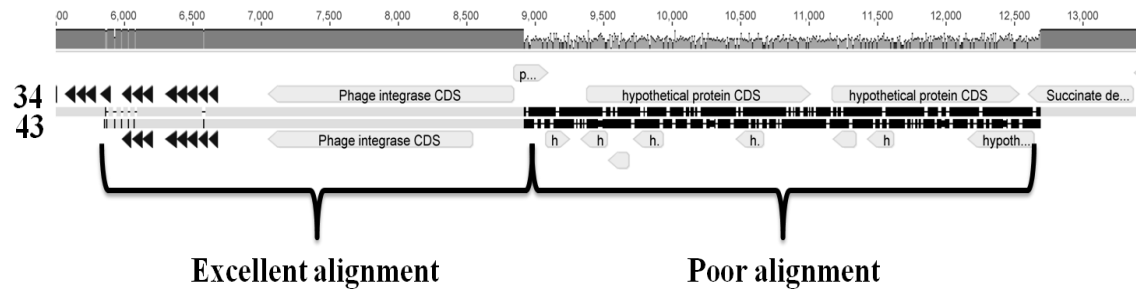 00 6,000 6,500 7,000 7,500 8,000 8,500 9,000 9,500 10,000 10,500 11,000 11,500 12,000 12,500 13,000
p...
34 Phage integrase CDS hypothetical protein CDS hypothetical protein CDS Succinate de...
43
Phage integrase CDS h h h. h. h. hypoth...
Excellent alignment Poor alignment